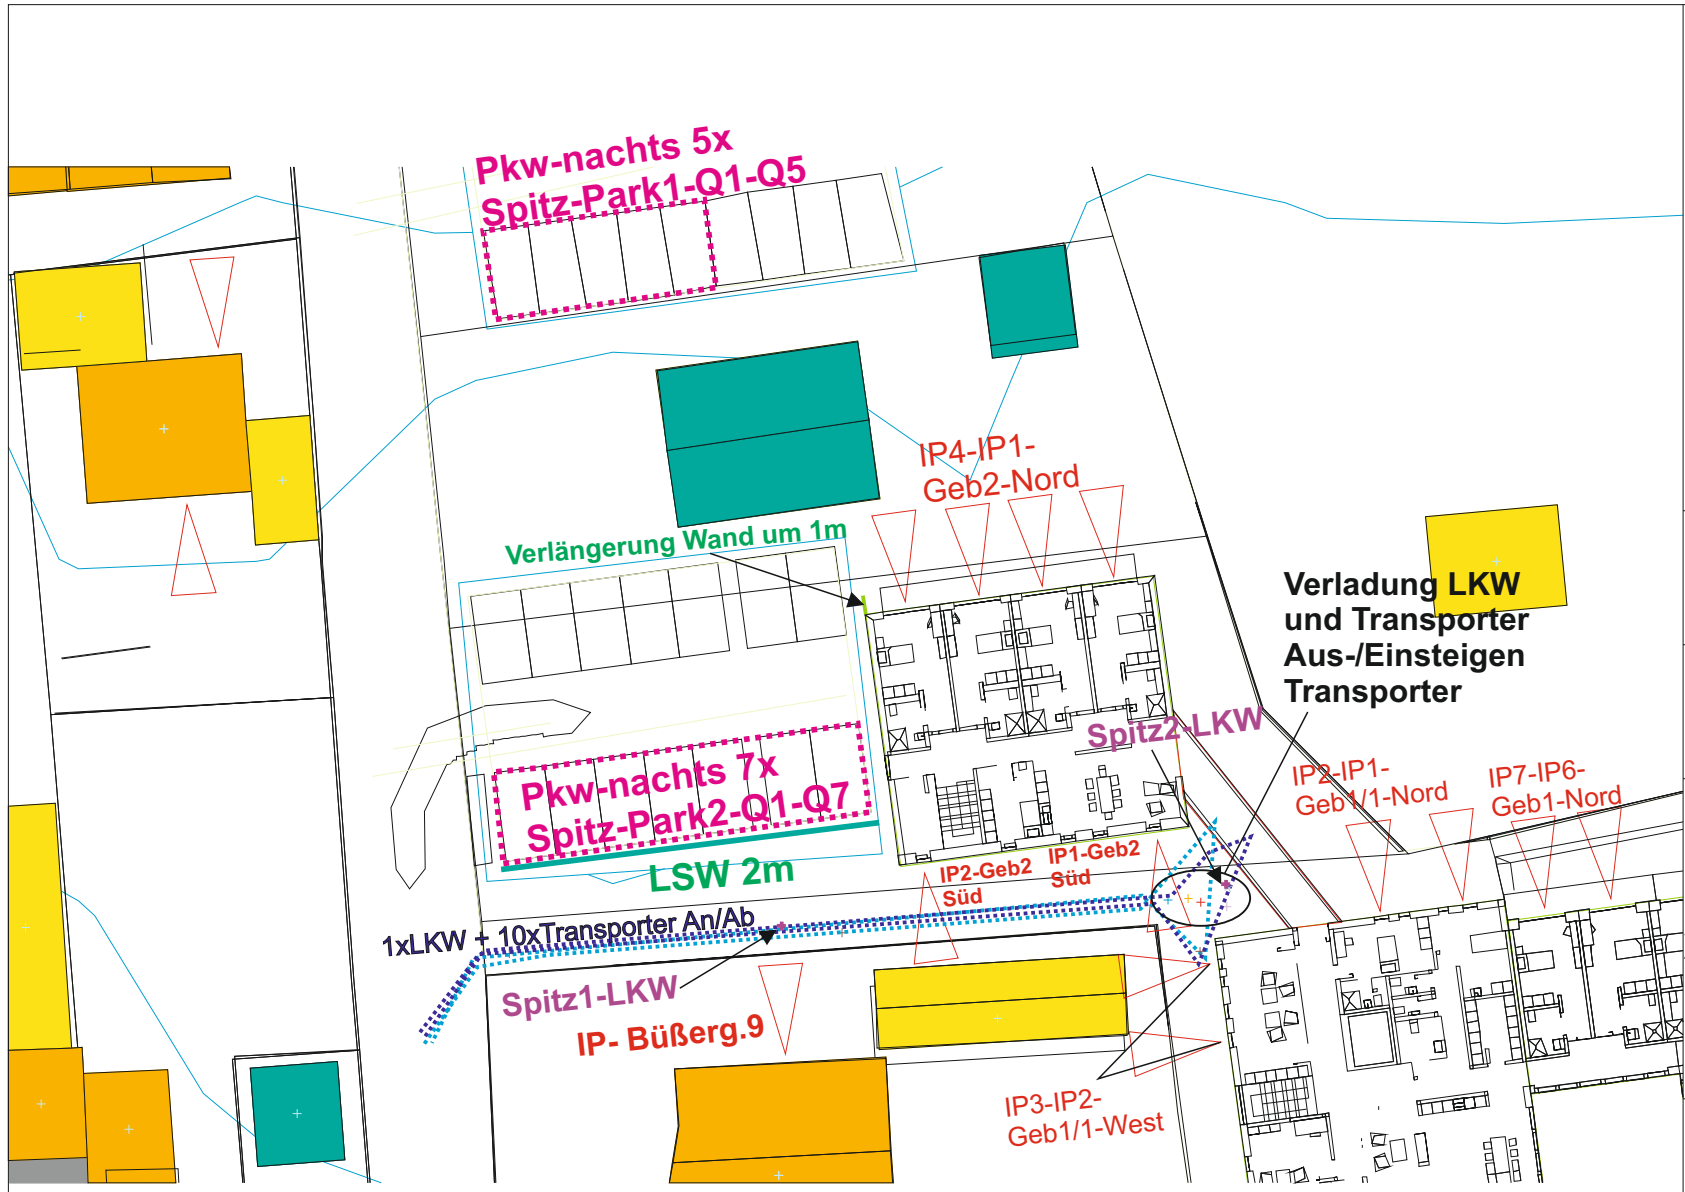 Pkw-nachts 5x
Spitz-Park1-Q1-Q5
IP4-IP1-
Geb2-Nord
Verlängerung Wand um 1m
Verladung LKW
und Transporter
Aus-/Einsteigen
Transporter
Spitz2-LKW
IP2-IP1-
Geb1/1-Nord
IP7-IP6-
Geb1-Nord
Pkw-nachts 7x
Spitz-Park2-Q1-Q7
LSW 2m
IP2-Geb2
Süd
IP1-Geb2
Süd
1xLKW + 10xTransporter An/Ab
Spitz1-LKW
IP- Büßerg.9
IP3-IP2-
Geb1/1-West